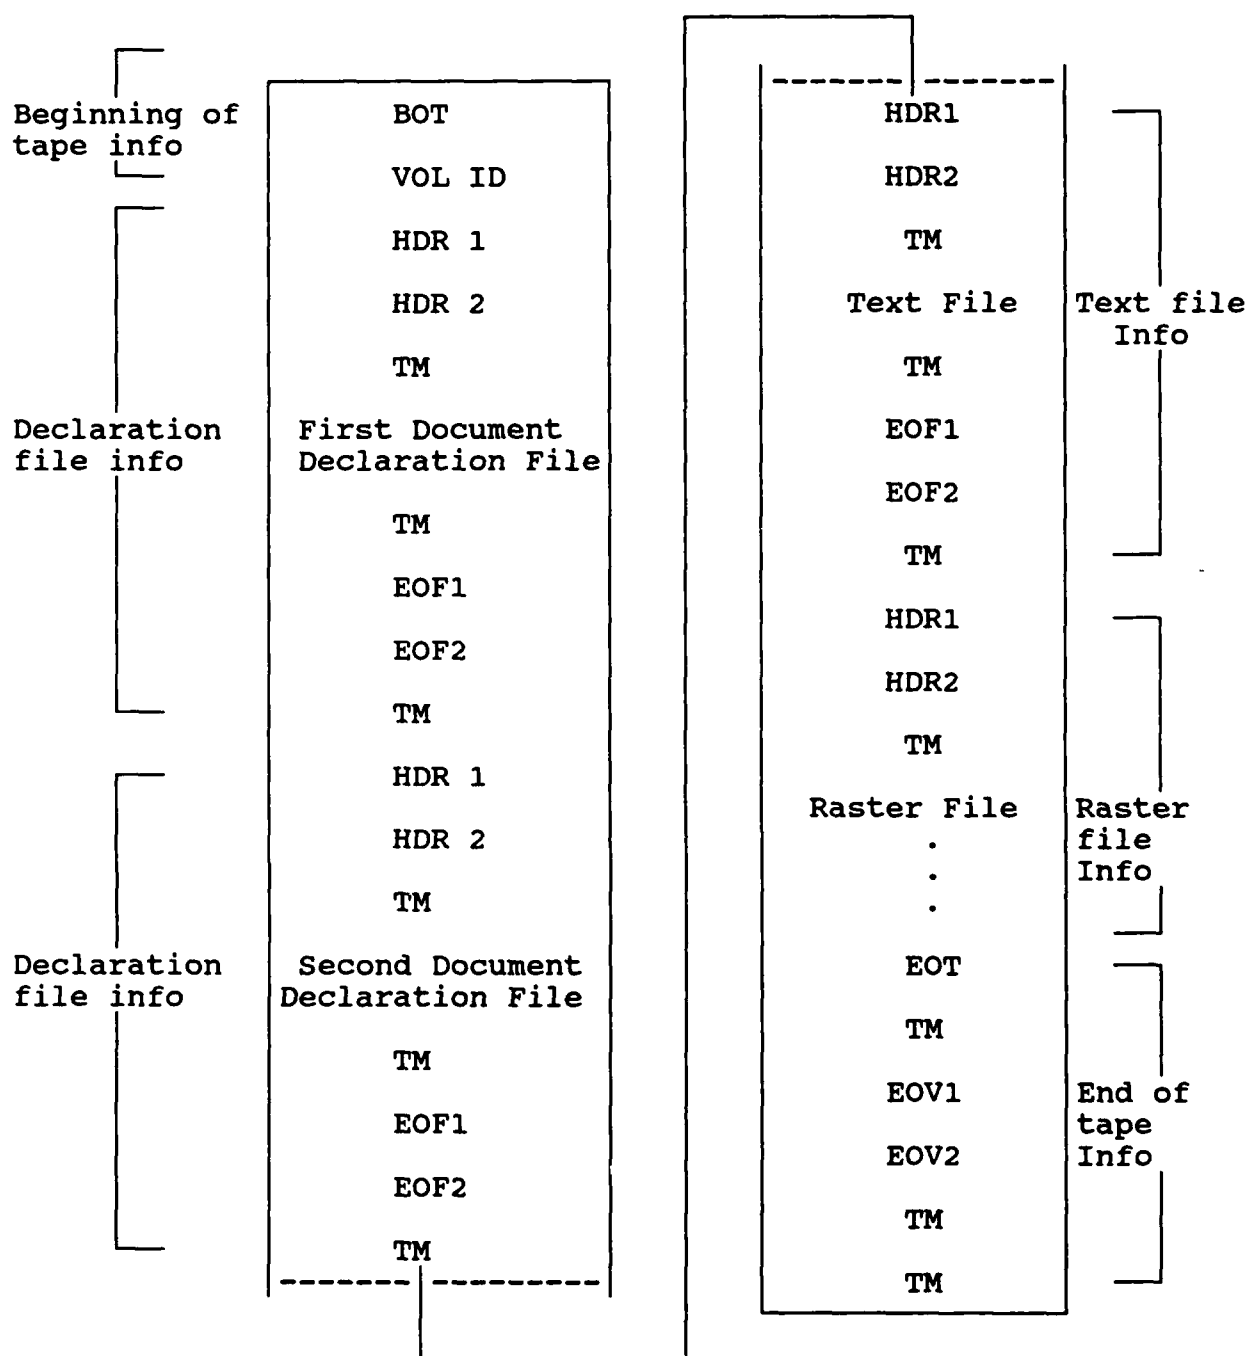 Beginning of
tape info
BOT
VOL ID
HDR 1
HDR 2
TM
Declaration
file info
First Document
Declaration File
TM
EOF1
EOF2
TM
HDR 1
HDR 2
TM
Declaration
file info
Second Document
Declaration File
TM
EOF1
EOF2
TM
HDR1
HDR2
TM
Text File
Text file
Info
TM
EOF1
EOF2
TM
HDR1
HDR2
TM
Raster File
.
.
.
Raster
file
Info
EOT
TM
EOV1
EOV2
End of
tape
Info
TM
TM